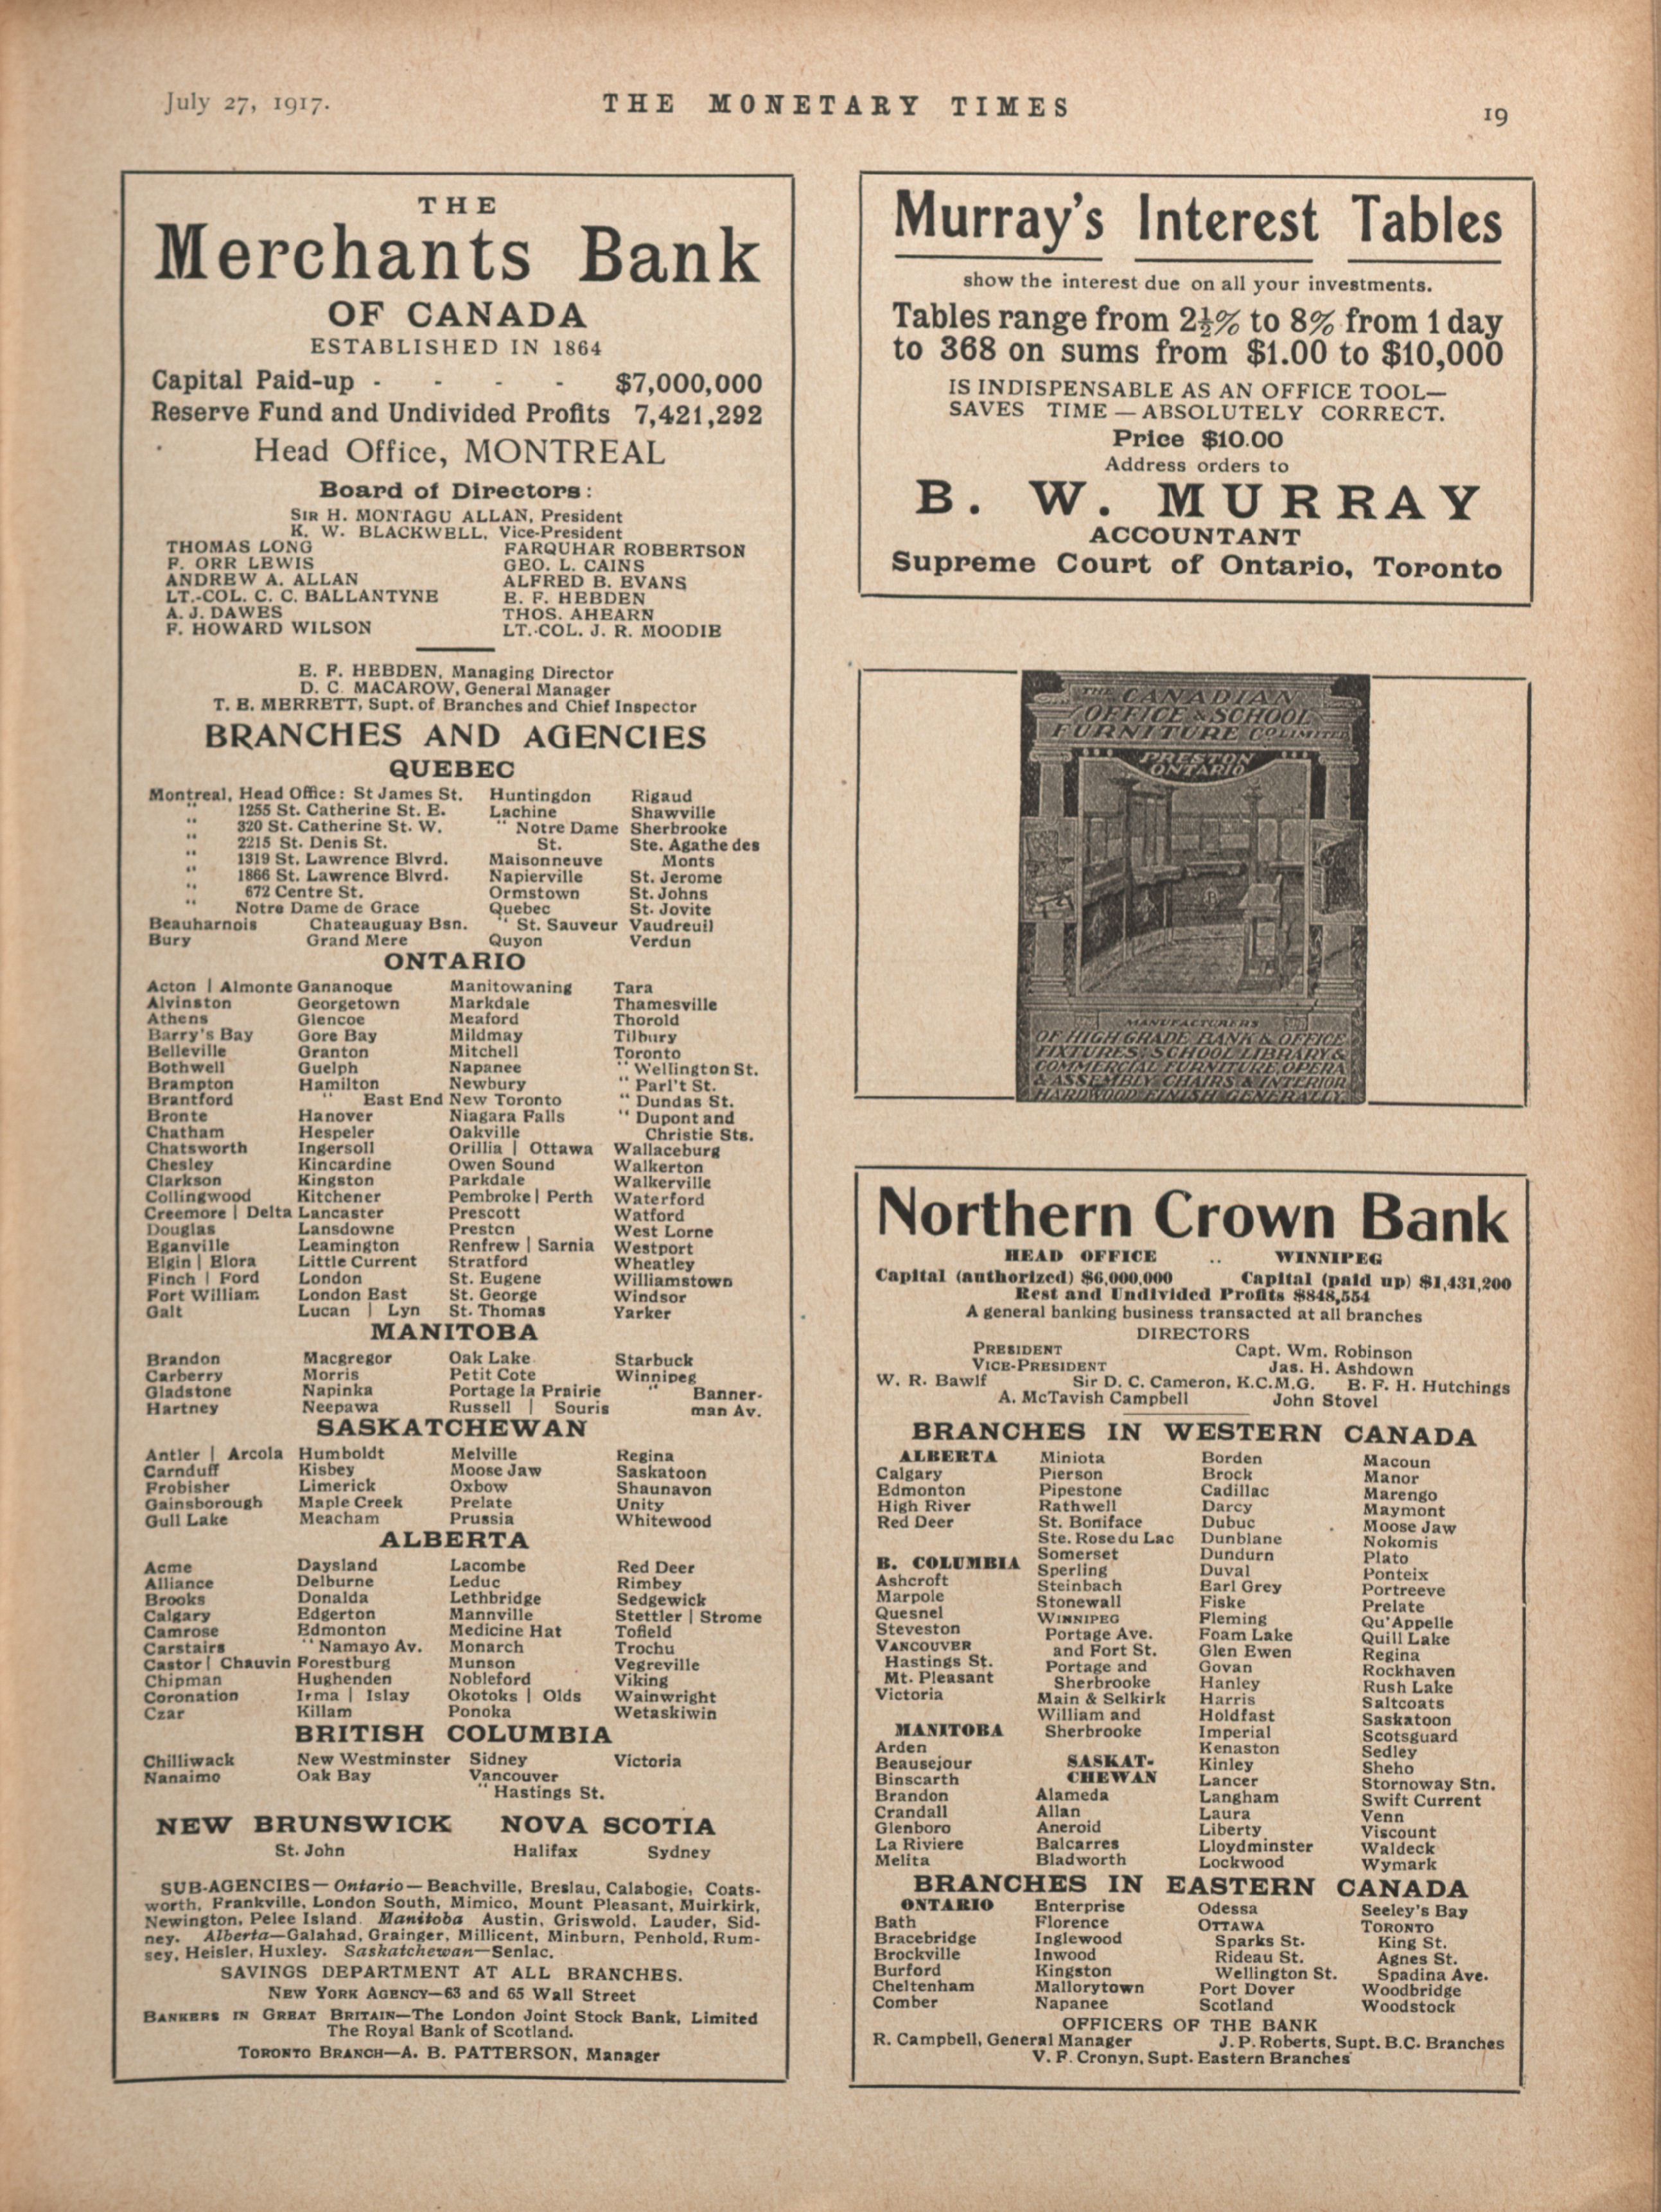 July 27, 1917.
THE MONETARY TIMES
19
THE
Merchants Bank
OF CANADA
ESTABLISHED IN 1864
Capital Paid-up - - - - $7,000,000
Reserve Fund and Undivided Profits 7,421,292
Head Office, MONTREAL
Board of Directors:
SIR H. MONTAGU ALLAN, President
K. W. BLACKWELL, Vice-President
THOMAS LONG FARQUHAR ROBERTSON
F. ORR LEWIS GEO. L. CAINS
ANDREW A. ALLAN ALFRED B. EVANS
LT.-COL. C. C. BALLANTYNE E. F. HEBDEN
A. J. DAWES THOS. AHEARN
F. HOWARD WILSON LT.-COL. J. R. MOODIE
E. F. HEBDEN, Managing Director
D. C. MACAROW, General Manager
T. E. MERRETT, Supt. of Branches and Chief Inspector
BRANCHES AND AGENCIES
QUEBEC
Montreal, Head Office: St James St. Huntingdon Rigaud
" 1255 St. Catherine St. E. Lachine Shawville
" 320 St. Catherine St. W. " Notre Dame Sherbrooke
" 2215 St. Denis St. St. Ste. Agathe des
" 1319 St. Lawrence Blvrd. Maisonneuve Monts
" 1866 St. Lawrence Blvrd. Napierville St. Jerome
" 672 Centre St. Ormstown St. Johns
" Notre Dame de Grace Quebec St. Jovite
Beauharnois Chateauguay Bsn. " St. Sauveur Vaudreuil
Bury Grand Mere Quyon Verdun
ONTARIO
Acton | Almonte Gananoque Manitowaning Tara
Alvinston Georgetown Markdale Thamesville
Athens Glencoe Meaford Thorold
Barry's Bay Gore Bay Mildmay Tilbury
Belleville Granton Mitchell Toronto
Bothwell Guelph Napanee " Wellington St.
Brampton Hamilton Newbury " Parl't St.
Brantford " East End New Toronto " Dundas St.
Bronte Hanover Niagara Falls " Dupont and
Chatham Hespeler Oakville Christie Sts.
Chatsworth Ingersoll Orillia | Ottawa Wallaceburg
Chesley Kincardine Owen Sound Walkerton
Clarkson Kingston Parkdale Walkerville
Collingwood Kitchener Pembroke | Perth Waterford
Creemore | Delta Lancaster Prescott Watford
Douglas Lansdowne Preston West Lorne
Eganville Leamington Renfrew | Sarnia Westport
Elgin | Elora Little Current Stratford Wheatley
Finch | Ford London St. Eugene Williamstown
Fort William London East St. George Windsor
Galt Lucan | Lyn St. Thomas Yarker
MANITOBA
Brandon Macgregor Oak Lake Starbuck
Carberry Morris Petit Cote Winnipeg
Gladstone Napinka Portage la Prairie " Banner-
Hartney Neepawa Russell | Souris man Av.
SASKATCHEWAN
Antler | Arcola Humboldt Melville Regina
Carnduff Kisbey Moose Jaw Saskatoon
Frobisher Limerick Oxbow Shaunavon
Gainsborough Maple Creek Prelate Unity
Gull Lake Meacham Prussia Whitewood
ALBERTA
Acme Daysland Lacombe Red Deer
Alliance Delburne Leduc Rimbey
Brooks Donalda Lethbridge Sedgewick
Calgary Edgerton Mannville Stettler | Strome
Camrose Edmonton Medicine Hat Tofield
Carstairs " Namayo Av. Monarch Trochu
Castor | Chauvin Forestburg Munson Vegreville
Chipman Hughenden Nobleford Viking
Coronation Irma | Islay Okotoks | Olds Wainwright
Czar Killam Ponoka Wetaskiwin
BRITISH COLUMBIA
Chilliwack New Westminster Sidney Victoria
Nanaimo Oak Bay Vancouver
" Hastings St.
NEW BRUNSWICK NOVA SCOTIA
St. John Halifax Sydney
SUB-AGENCIES—Ontario—Beachville, Breslau, Calabogie, Coats-
worth, Frankville, London South, Mimico, Mount Pleasant, Muirkirk,
Newington, Pelee Island. Manitoba Austin, Griswold, Lauder, Sid-
ney. Alberta—Galahad, Grainger, Millicent, Minburn, Penhold, Rum-
sey, Heisler, Huxley. Saskatchewan—Senlac.
SAVINGS DEPARTMENT AT ALL BRANCHES.
NEW YORK AGENCY—63 and 65 Wall Street
BANKERS IN GREAT BRITAIN—The London Joint Stock Bank, Limited
The Royal Bank of Scotland.
TORONTO BRANCH—A. B. PATTERSON, Manager
Murray's Interest Tables
show the interest due on all your investments.
Tables range from 2½% to 8% from 1 day
to 368 on sums from $1.00 to $10,000
IS INDISPENSABLE AS AN OFFICE TOOL—
SAVES TIME — ABSOLUTELY CORRECT.
Price $10.00
Address orders to
B. W. MURRAY
ACCOUNTANT
Supreme Court of Ontario, Toronto
THE CANADIAN
OFFICE & SCHOOL
FURNITURE CO. LIMITED
PRESTON
ONTARIO
MANUFACTURERS
OF HIGH GRADE BANK & OFFICE
FIXTURES, SCHOOL, LIBRARY &
COMMERCIAL FURNITURE, OPERA
& ASSEMBLY CHAIRS & INTERIOR
HARDWOOD FINISH GENERALLY
Northern Crown Bank
HEAD OFFICE .. WINNIPEG
Capital (authorized) $6,000,000 Capital (paid up) $1,431,200
Rest and Undivided Profits $848,554
A general banking business transacted at all branches
DIRECTORS
PRESIDENT Capt. Wm. Robinson
VICE-PRESIDENT Jas. H. Ashdown
W. R. Bawlf Sir D. C. Cameron, K.C.M.G. E. F. H. Hutchings
A. McTavish Campbell John Stovel
BRANCHES IN WESTERN CANADA
ALBERTA
Calgary
Edmonton
High River
Red Deer
B. COLUMBIA
Ashcroft
Marpole
Quesnel
Steveston
VANCOUVER
Hastings St.
Mt. Pleasant
Victoria
MANITOBA
Arden
Beausejour
Binscarth
Brandon
Crandall
Glenboro
La Riviere
Melita
Miniota
Pierson
Pipestone
Rathwell
St. Boniface
Ste. Rose du Lac
Somerset
Sperling
Steinbach
Stonewall
WINNIPEG
Portage Ave.
and Fort St.
Portage and
Sherbrooke
Main & Selkirk
William and
Sherbrooke
SASKAT-
CHEWAN
Alameda
Allan
Aneroid
Balcarres
Bladworth
Borden
Brock
Cadillac
Darcy
Dubuc
Dunblane
Dundurn
Duval
Earl Grey
Fiske
Fleming
Foam Lake
Glen Ewen
Govan
Hanley
Harris
Holdfast
Imperial
Kenaston
Kinley
Lancer
Langham
Laura
Liberty
Lloydminster
Lockwood
Macoun
Manor
Marengo
Maymont
Moose Jaw
Nokomis
Plato
Ponteix
Portreeve
Prelate
Qu'Appelle
Quill Lake
Regina
Rockhaven
Rush Lake
Saltcoats
Saskatoon
Scotsguard
Sedley
Sheho
Stornoway Stn.
Swift Current
Venn
Viscount
Waldeck
Wymark
BRANCHES IN EASTERN CANADA
ONTARIO
Bath
Bracebridge
Brockville
Burford
Cheltenham
Comber
Enterprise
Florence
Inglewood
Inwood
Kingston
Mallorytown
Napanee
Odessa
OTTAWA
Sparks St.
Rideau St.
Wellington St.
Port Dover
Scotland
Seeley's Bay
TORONTO
King St.
Agnes St.
Spadina Ave.
Woodbridge
Woodstock
OFFICERS OF THE BANK
R. Campbell, General Manager J. P. Roberts, Supt. B.C. Branches
V. F. Cronyn, Supt. Eastern Branches